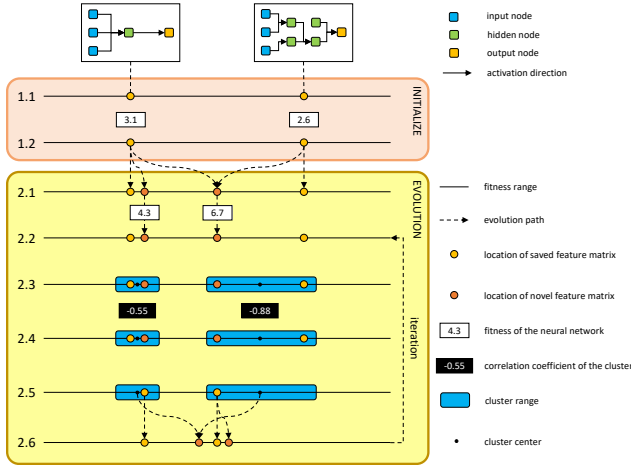 input node
hidden node
output node
activation direction
1.1
3.1
2.6
1.2
INITIALIZE
2.1
4.3
6.7
2.2
2.3
-0.55
-0.88
2.4
2.5
2.6
EVOLUTION
iteration
fitness range
evolution path
location of saved feature matrix
location of novel feature matrix
4.3
fitness of the neural network
-0.55
correlation coefficient of the cluster
cluster range
cluster center